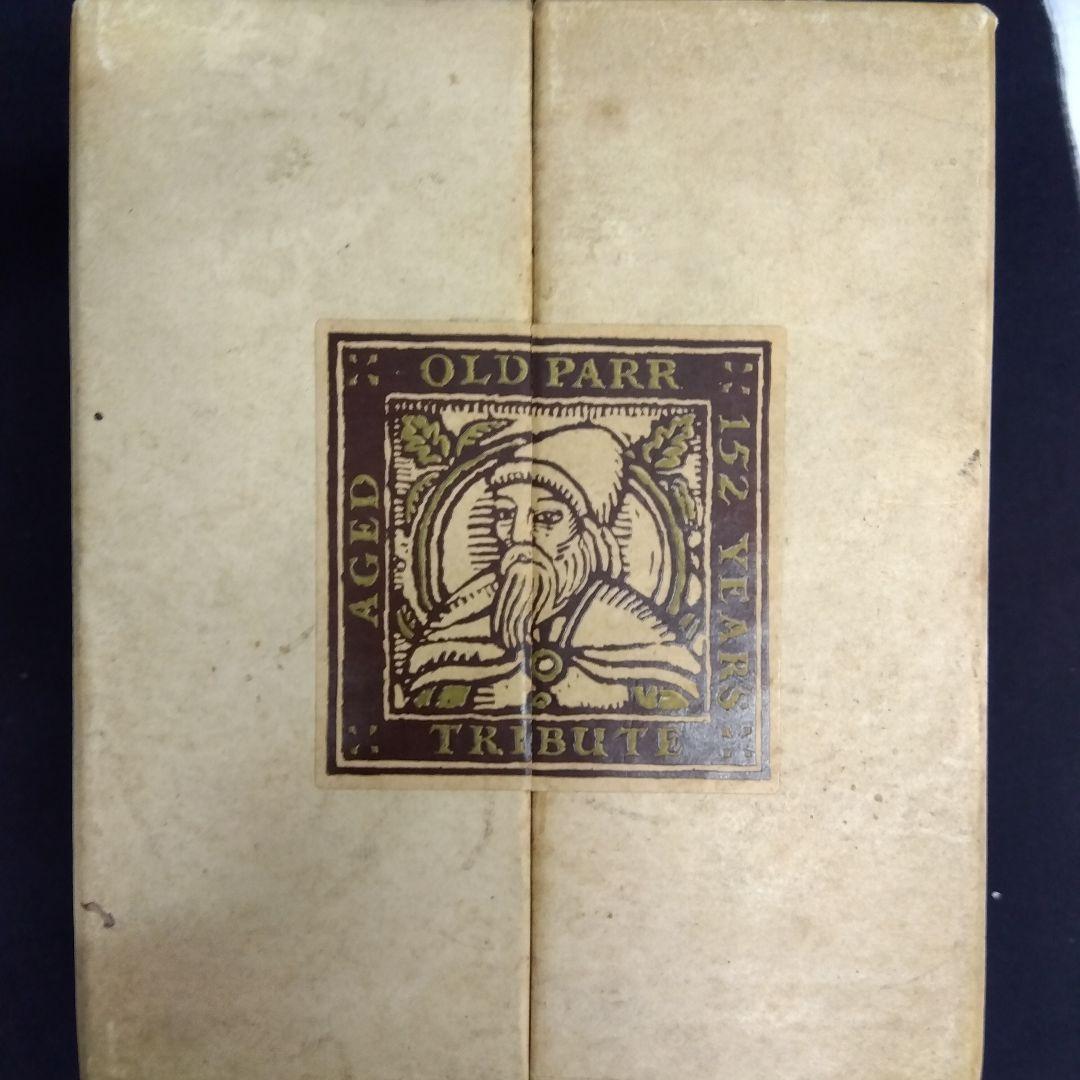 OLD PARR
AGED
152 YEARS
TRIBUTE